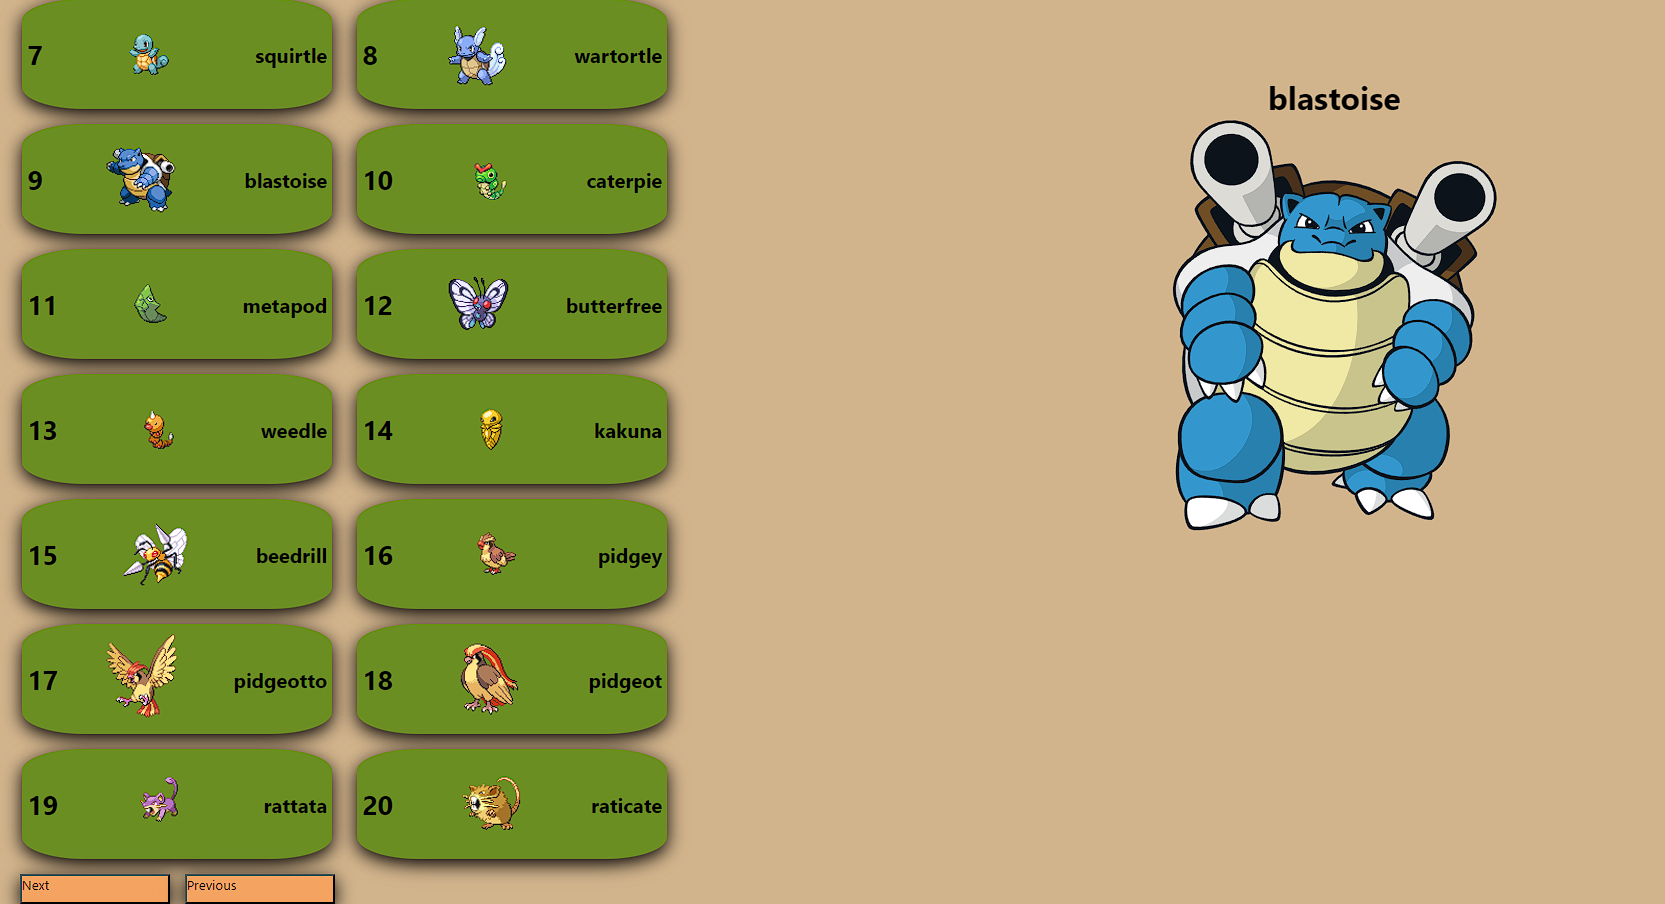 7 squirtle
8 wartortle
9 blastoise
10 caterpie
11 metapod
12 butterfree
13 weedle
14 kakuna
15 beedrill
16 pidgey
17 pidgeotto
18 pidgeot
19 rattata
20 raticate
Next
Previous
blastoise